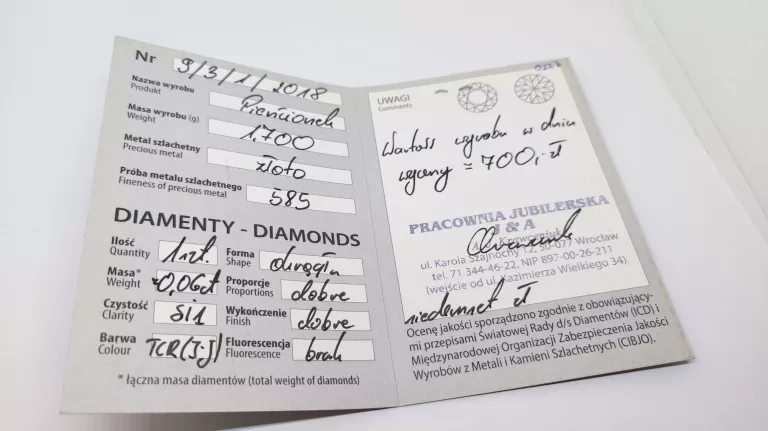 Nr 9/3/1/2018
Nazwa wyrobu Pierścionek
Produkt
Masa wyrobu (g) 1,700
Weight
Metal szlachetny złoto
Precious metal
Próba metalu szlachetnego 585
Fineness of precious metal
DIAMENTY - DIAMONDS
Ilość 1szt. Forma okrągła
Quantity Shape
Masa* ≈0,06ct Proporcje dobre
Weight Proportions
Czystość Si1 Wykończenie dobre
Clarity Finish
Barwa TCR(I-J) Fluorescencja brak
Colour Fluorescence
* łączna masa diamentów (total weight of diamonds)
UWAGI
Comments
Wartość wyrobu w dniu
wyceny = 700,- zł
PRACOWNIA JUBILERSKA
J & A
ul. Karola Szajnochy 12, 50-077 Wrocław
tel. 71 344-46-22, NIP 897-00-26-211
(wejście od ul. Kazimierza Wielkiego 34)
siedemset zł
Ocenę jakości sporządzono zgodnie z obowiązujący-
mi przepisami Światowej Rady d/s Diamentów (ICD) i
Międzynarodowej Organizacji Zabezpieczenia Jakości
Wyrobów z Metali i Kamieni Szlachetnych (CIBJO).